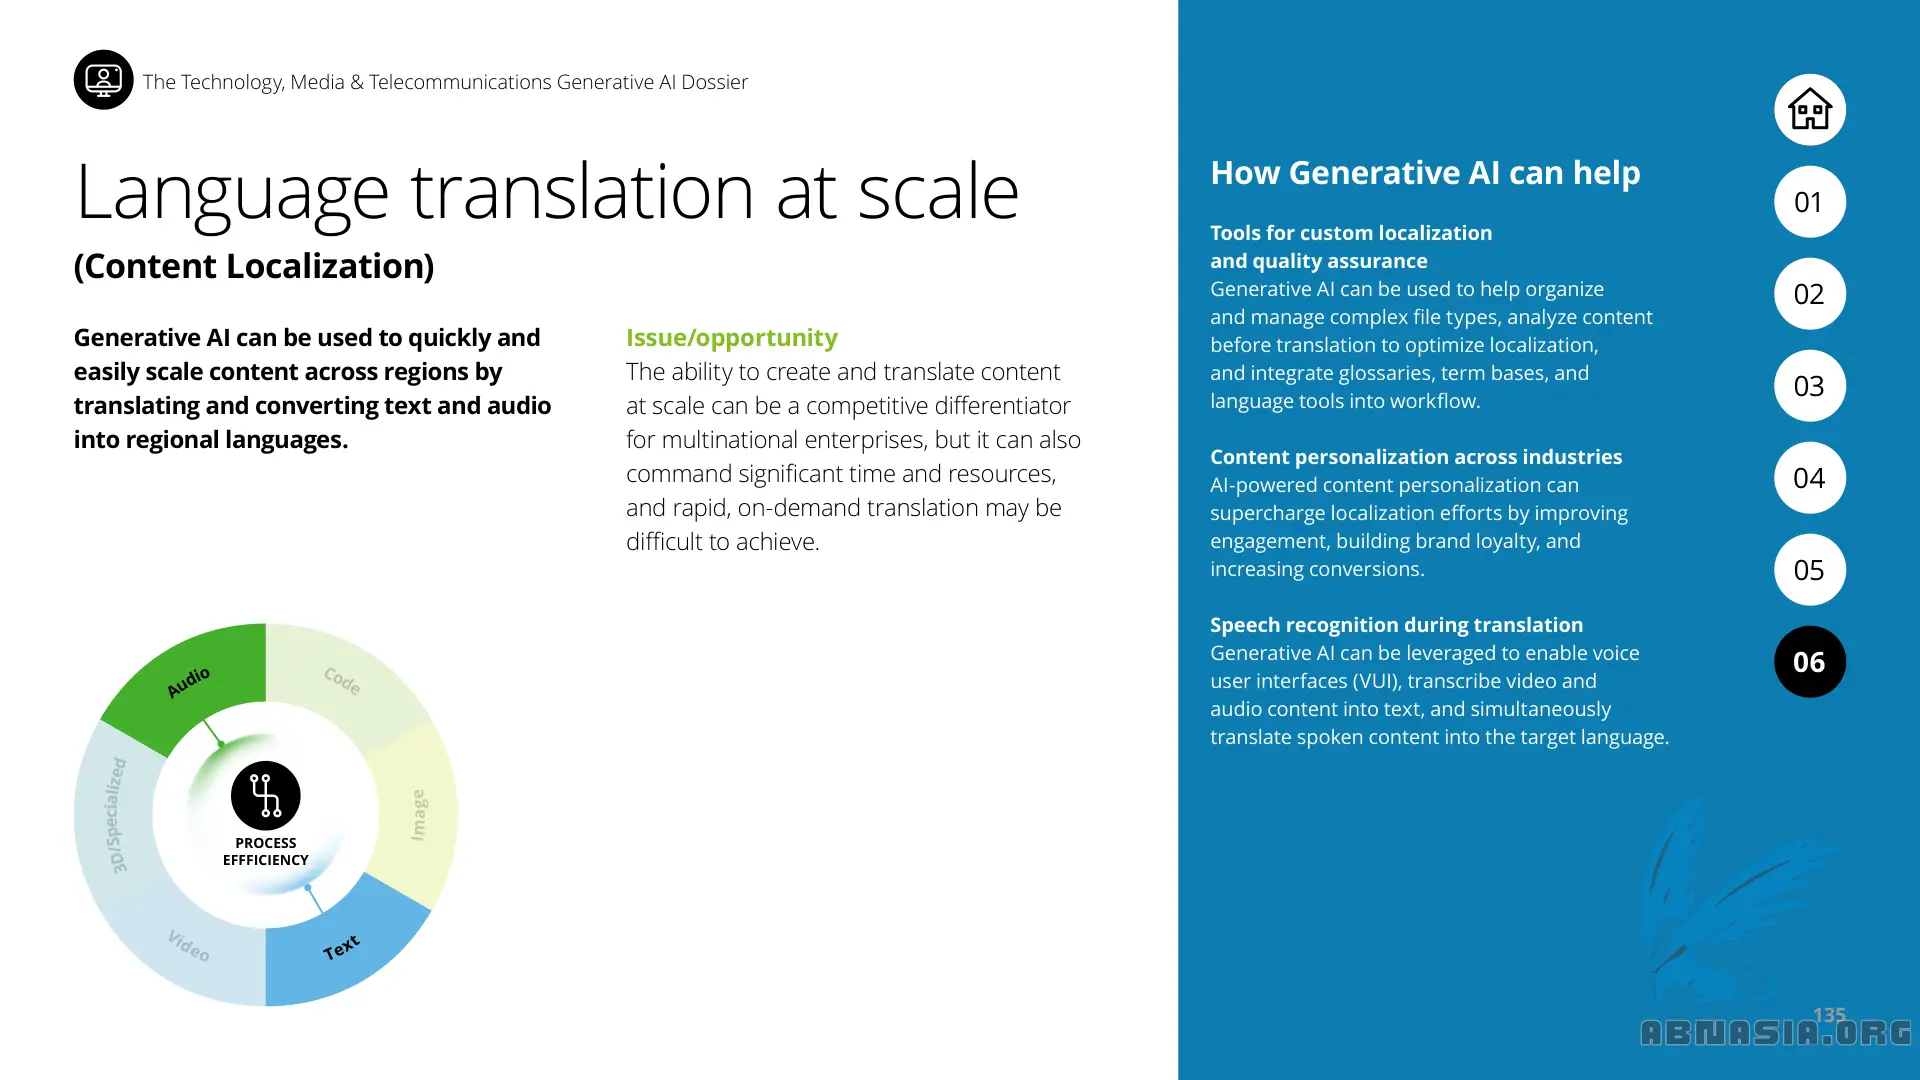 The Technology, Media & Telecommunications Generative AI Dossier
Language translation at scale
(Content Localization)
Generative AI can be used to quickly and
easily scale content across regions by
translating and converting text and audio
into regional languages.
Issue/opportunity
The ability to create and translate content
at scale can be a competitive differentiator
for multinational enterprises, but it can also
command significant time and resources,
and rapid, on-demand translation may be
difficult to achieve.
Audio
Code
3D/Specialized
Image
PROCESS
EFFFICIENCY
Video
Text
How Generative AI can help
Tools for custom localization
and quality assurance
Generative AI can be used to help organize
and manage complex file types, analyze content
before translation to optimize localization,
and integrate glossaries, term bases, and
language tools into workflow.
Content personalization across industries
AI-powered content personalization can
supercharge localization efforts by improving
engagement, building brand loyalty, and
increasing conversions.
Speech recognition during translation
Generative AI can be leveraged to enable voice
user interfaces (VUI), transcribe video and
audio content into text, and simultaneously
translate spoken content into the target language.
01
02
03
04
05
06
135
ABNASIA.ORG